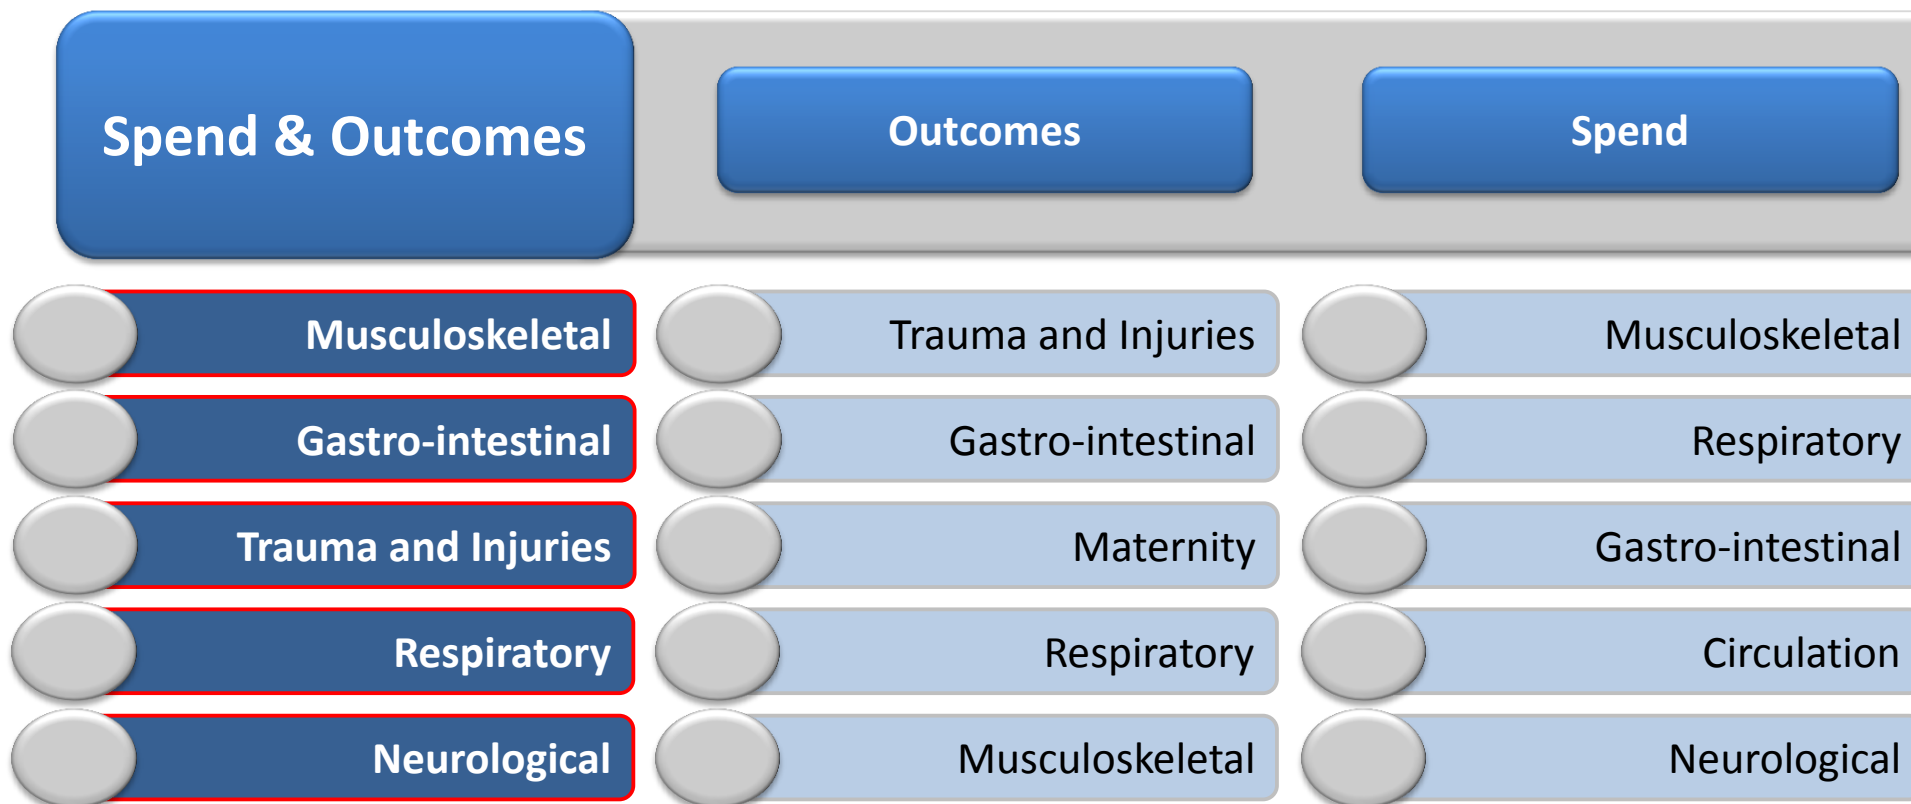 Spend & Outcomes
Outcomes
Spend
Musculoskeletal
Trauma and Injuries
Musculoskeletal
Gastro-intestinal
Gastro-intestinal
Respiratory
Trauma and Injuries
Maternity
Gastro-intestinal
Respiratory
Respiratory
Circulation
Neurological
Musculoskeletal
Neurological